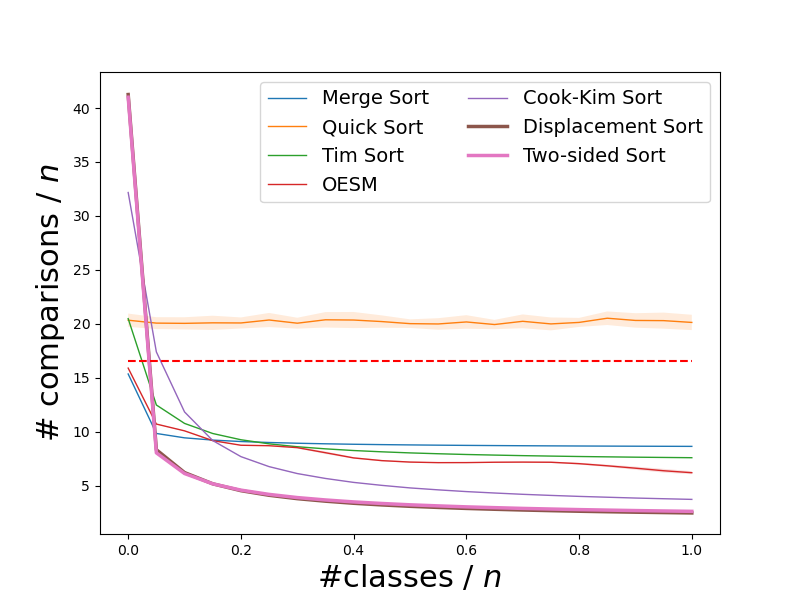 Merge Sort
Quick Sort
Tim Sort
OESM
Cook-Kim Sort
Displacement Sort
Two-sided Sort
# comparisons / n
40
35
30
25
20
15
10
5
0.0 0.2 0.4 0.6 0.8 1.0
#classes / n